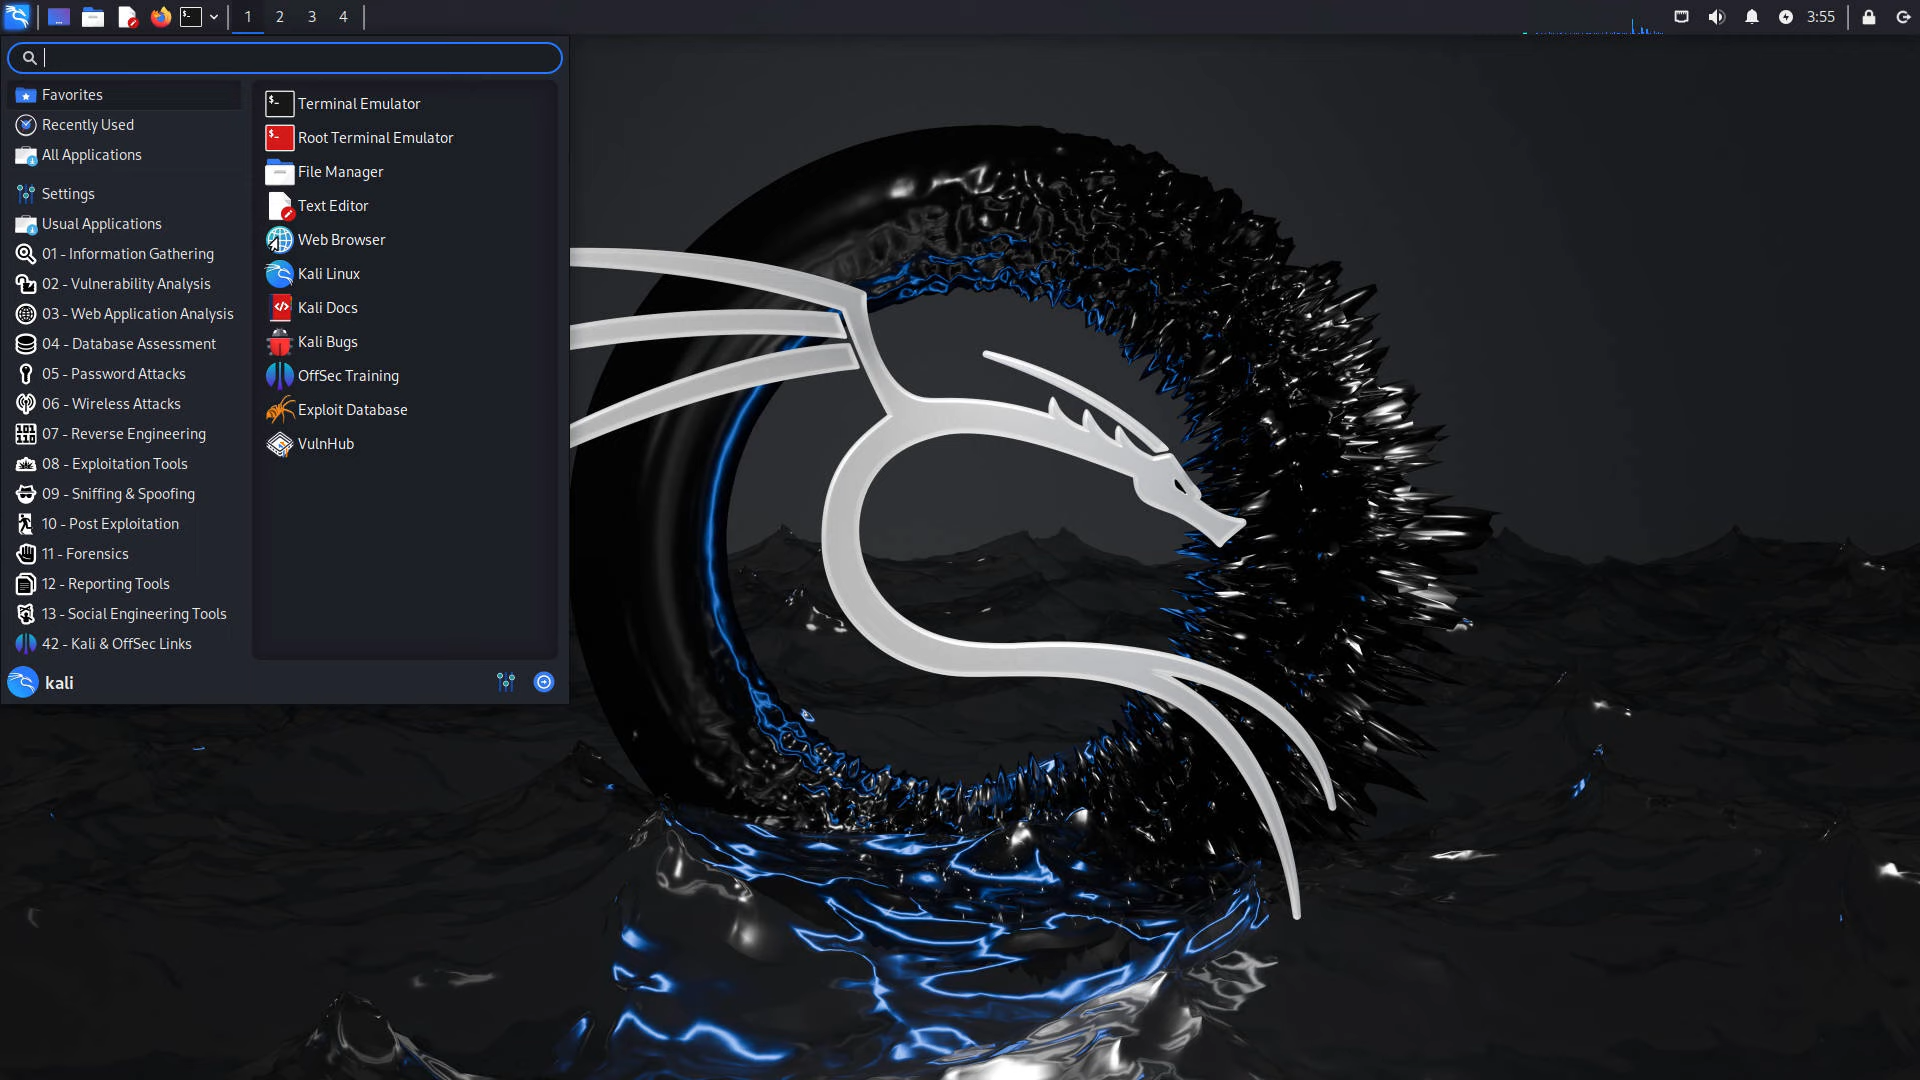 1 2 3 4
3:55
Favorites
Recently Used
All Applications
Settings
Usual Applications
01 - Information Gathering
02 - Vulnerability Analysis
03 - Web Application Analysis
04 - Database Assessment
05 - Password Attacks
06 - Wireless Attacks
07 - Reverse Engineering
08 - Exploitation Tools
09 - Sniffing & Spoofing
10 - Post Exploitation
11 - Forensics
12 - Reporting Tools
13 - Social Engineering Tools
42 - Kali & OffSec Links
Terminal Emulator
Root Terminal Emulator
File Manager
Text Editor
Web Browser
Kali Linux
Kali Docs
Kali Bugs
OffSec Training
Exploit Database
VulnHub
kali